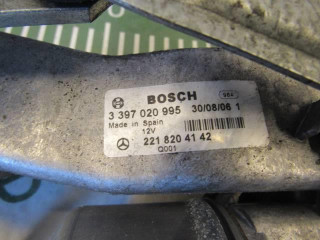 BOSCH 984
3 397 020 995 30/08/06 1
Made in Spain
12V
221 820 41 42
Q001